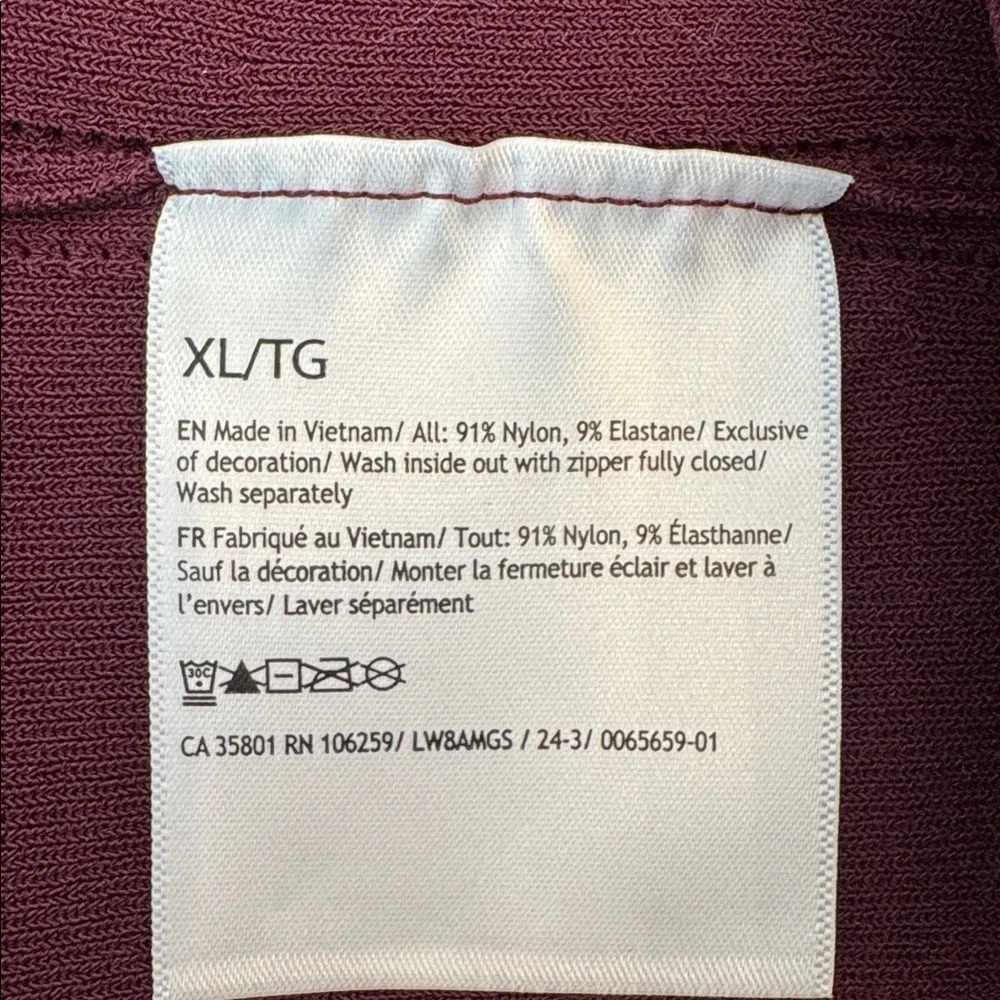 XL/TG
EN Made in Vietnam/ All: 91% Nylon, 9% Elastane/ Exclusive
of decoration/ Wash inside out with zipper fully closed/
Wash separately
FR Fabriqué au Vietnam/ Tout: 91% Nylon, 9% Élasthanne/
Sauf la décoration/ Monter la fermeture éclair et laver à
l'envers/ Laver séparément
30C
CA 35801 RN 106259/ LW8AMGS / 24-3/ 0065659-01